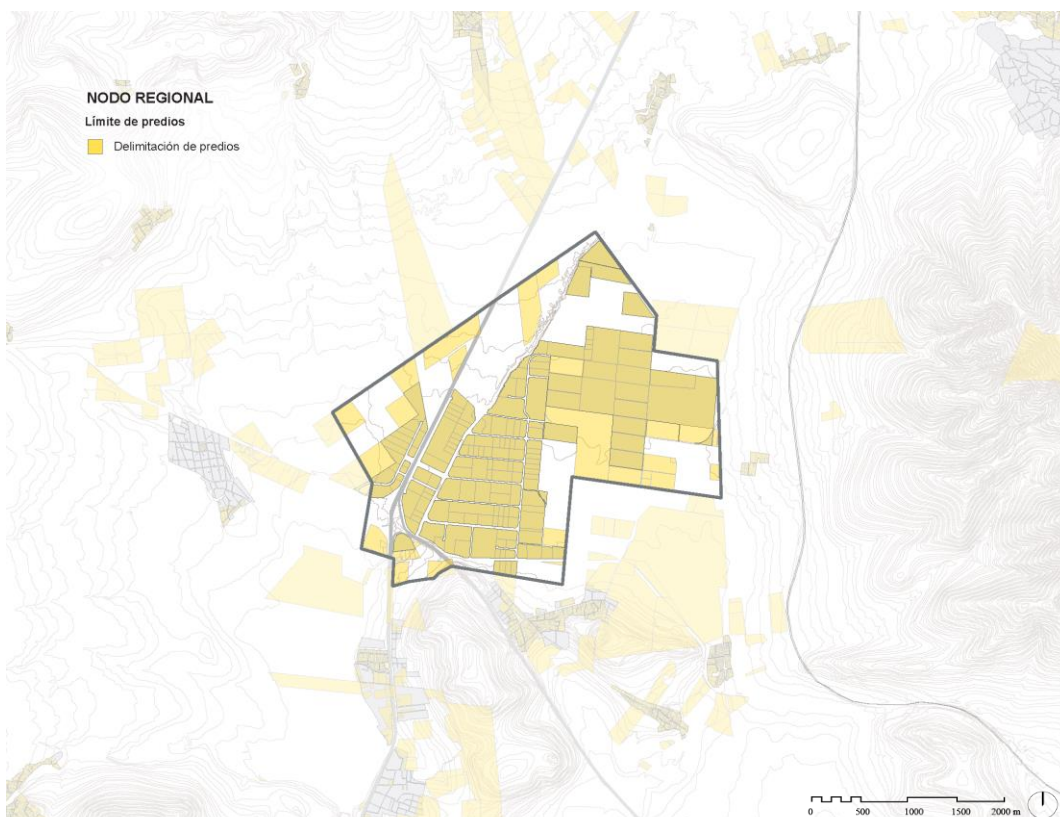 NODO REGIONAL
Límite de predios
Delimitación de predios
0 500 1000 1500 2000 m